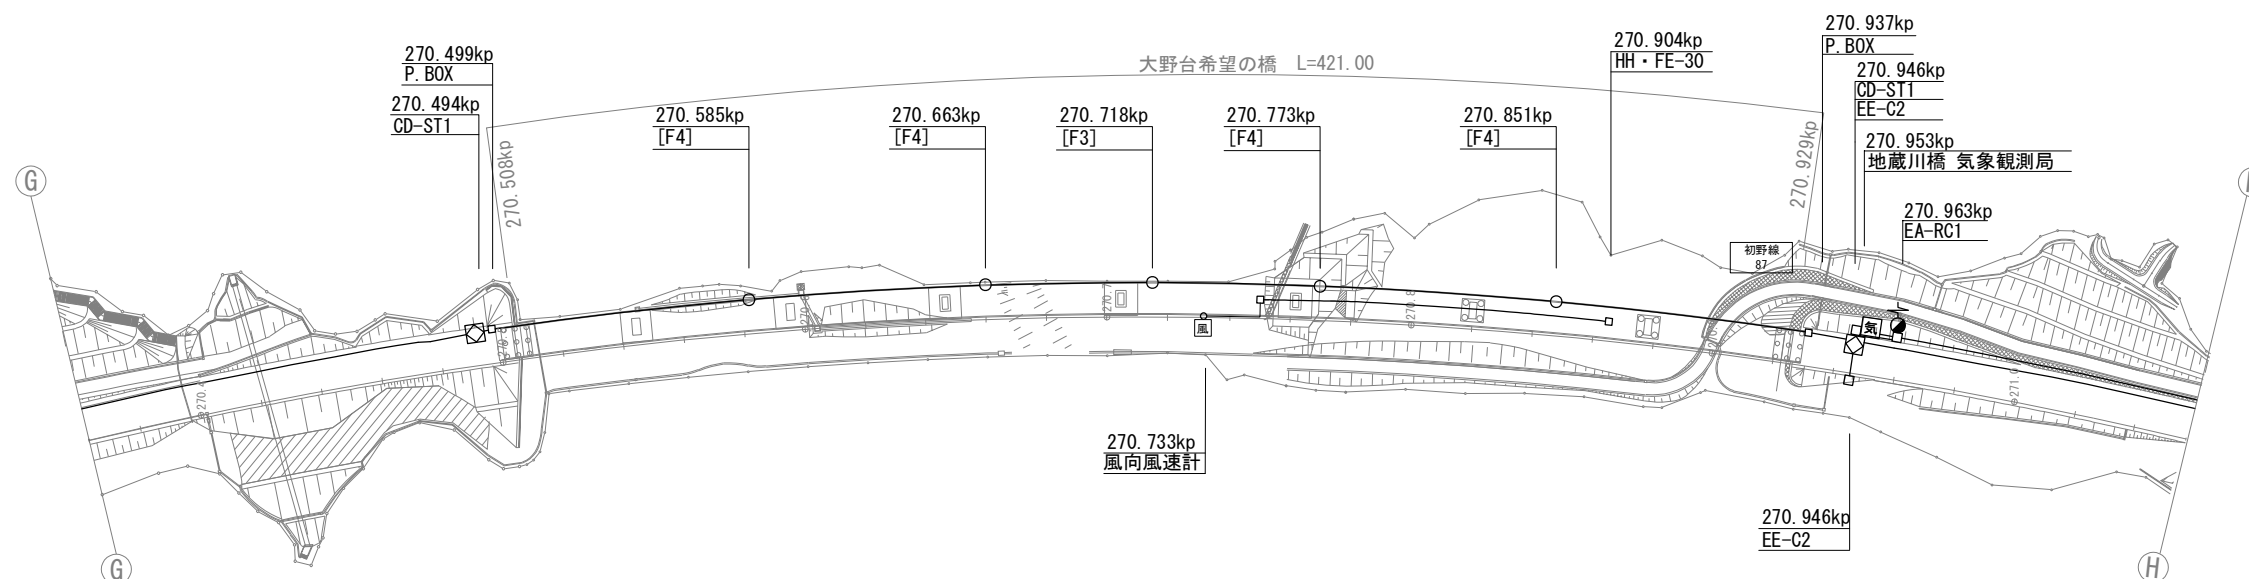 270.499kp
P.BOX
270.494kp
CD-ST1
大野台希望の橋 L=421.00
270.508kp
270.585kp
[F4]
270.663kp
[F4]
270.718kp
[F3]
270.773kp
[F4]
270.851kp
[F4]
270.904kp
HH・FE-30
270.937kp
P.BOX
270.946kp
CD-ST1
EE-C2
270.929kp
270.953kp
地蔵川橋 気象観測局
270.963kp
EA-RC1
初野線
87
G
風
気
270.733kp
風向風速計
270.946kp
EE-C2
G
H